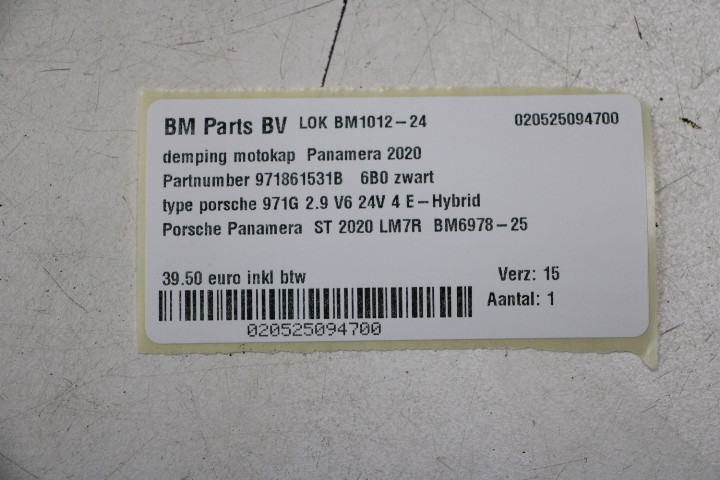 BM Parts BV LOK BM1012-24 020525094700
demping motokap Panamera 2020
Partnumber 971861531B 6B0 zwart
type porsche 971G 2.9 V6 24V 4 E-Hybrid
Porsche Panamera ST 2020 LM7R BM6978-25
39.50 euro inkl btw Verz: 15
Aantal: 1
020525094700